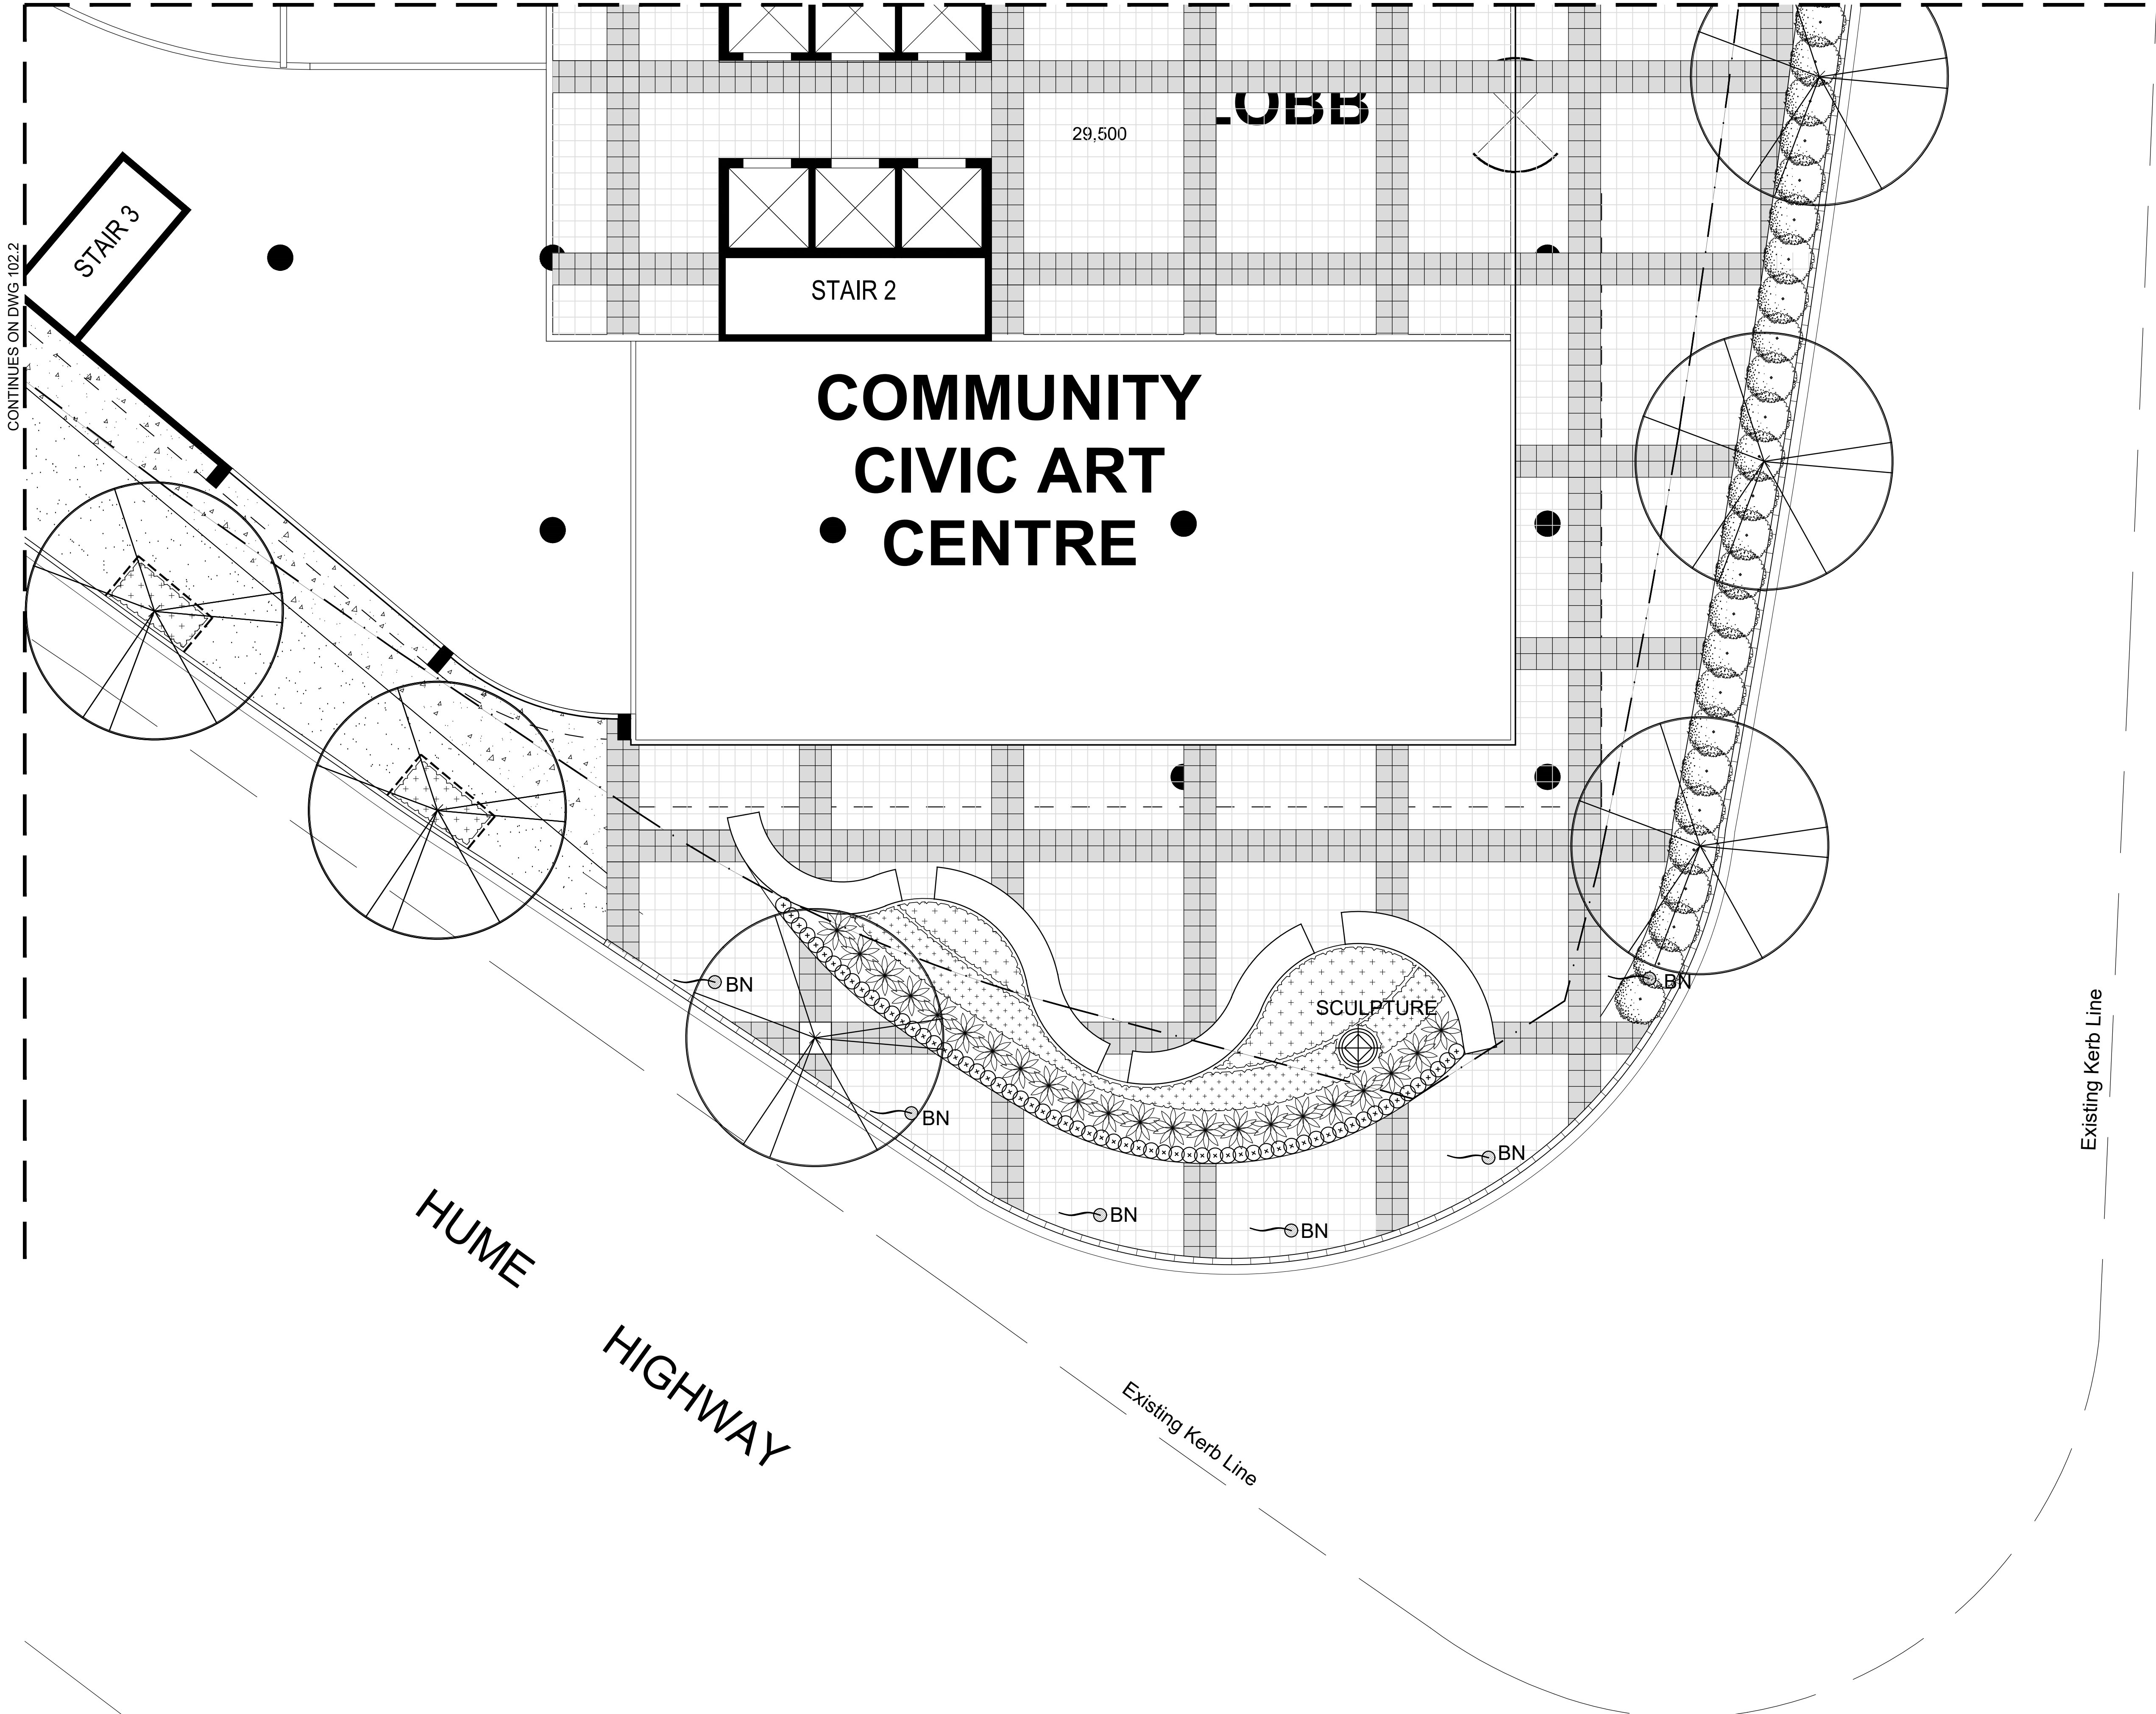 LOBB
29,500
STAIR 3
STAIR 2
CONTINUES ON DWG 102.2
COMMUNITY
CIVIC ART
CENTRE
BN
SCULPTURE
BN
BN
BN
BN
BN
HUME
HIGHWAY
Existing Kerb Line
Existing Kerb Line